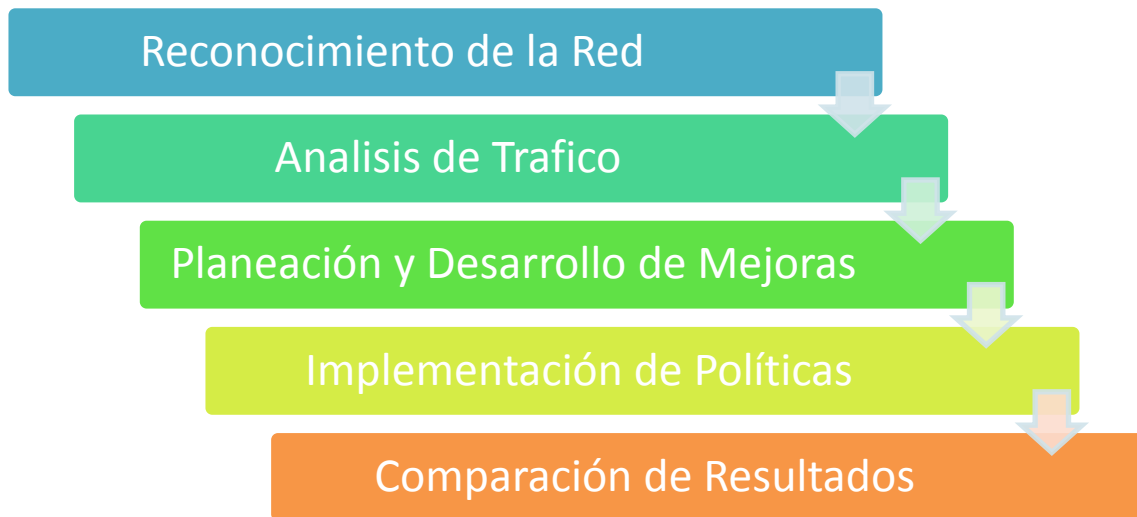 Reconocimiento de la Red
Analisis de Trafico
Planeación y Desarrollo de Mejoras
Implementación de Políticas
Comparación de Resultados